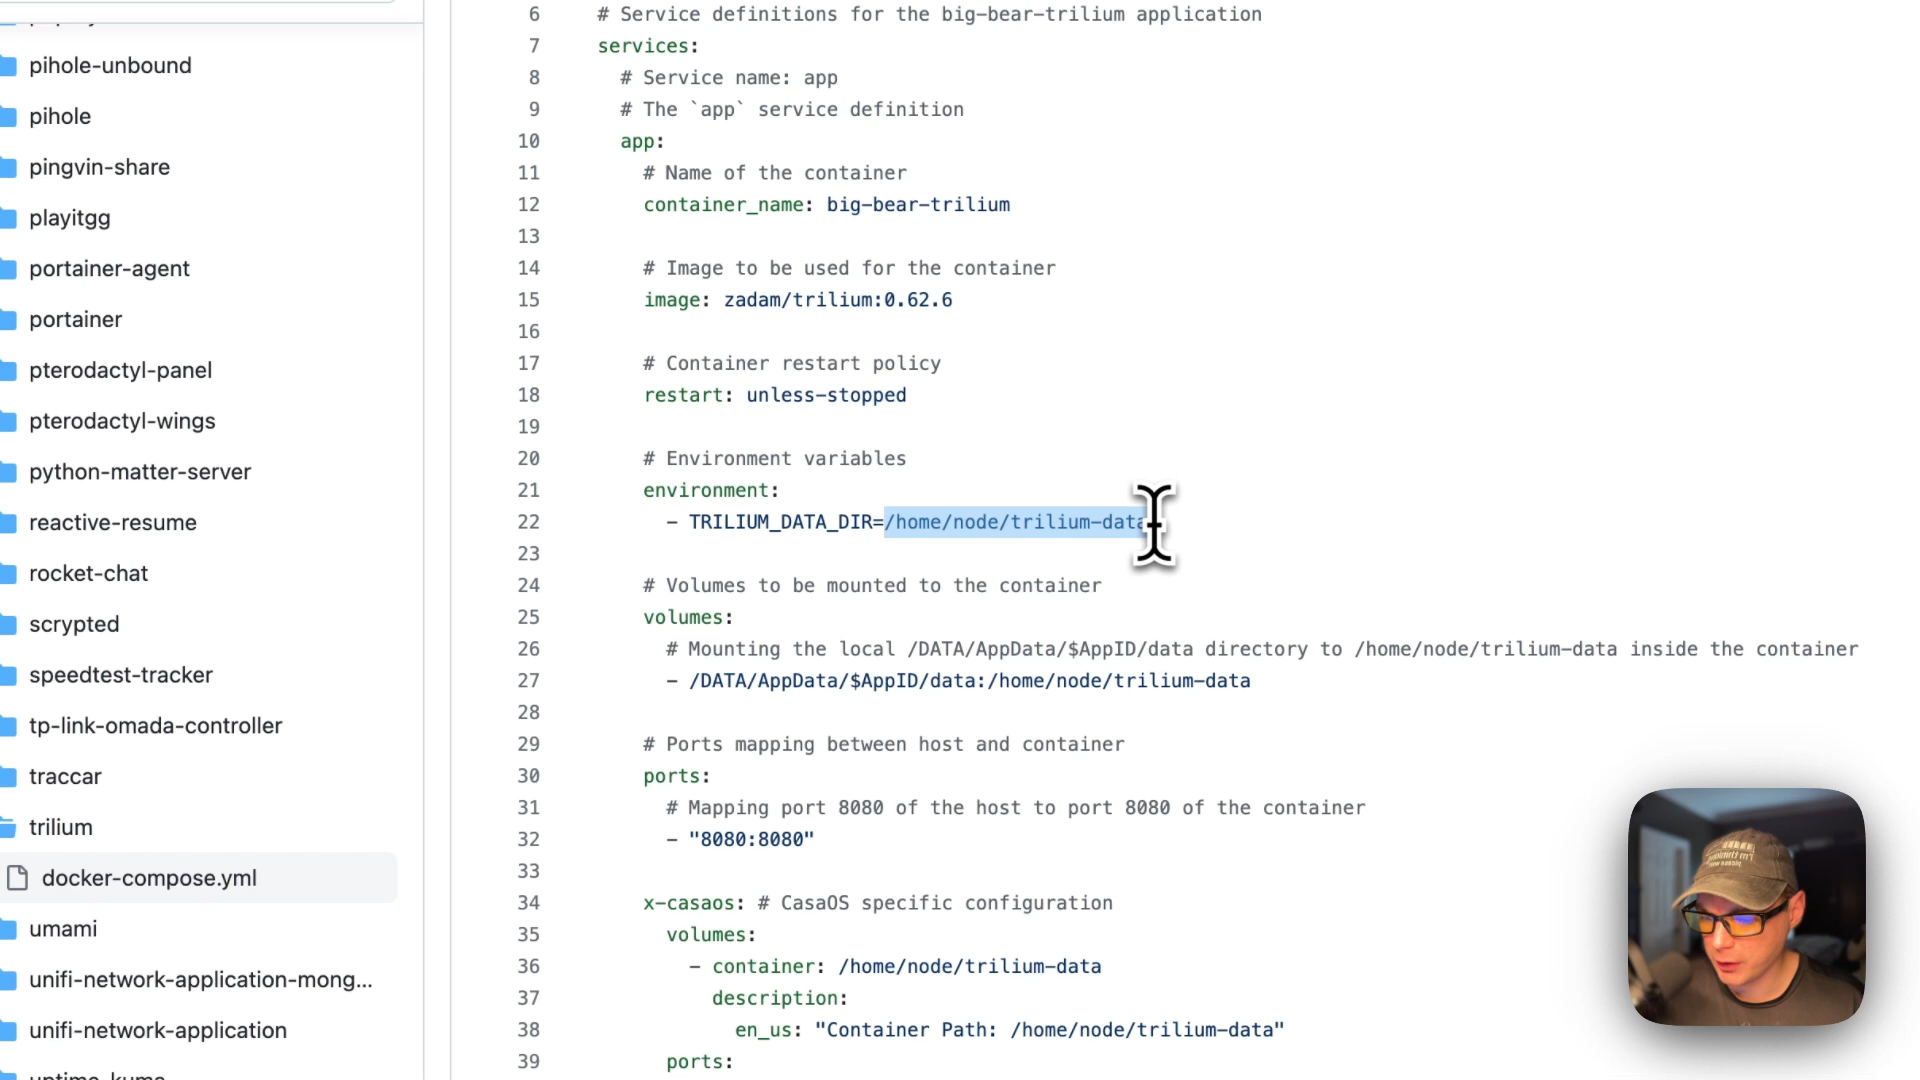 pihole-unbound
pihole
pingvin-share
playitgg
portainer-agent
portainer
pterodactyl-panel
pterodactyl-wings
python-matter-server
reactive-resume
rocket-chat
scrypted
speedtest-tracker
tp-link-omada-controller
traccar
trilium
docker-compose.yml
umami
unifi-network-application-mong...
unifi-network-application
6 # Service definitions for the big-bear-trilium application
7 services:
8 # Service name: app
9 # The `app` service definition
10 app:
11 # Name of the container
12 container_name: big-bear-trilium
13
14 # Image to be used for the container
15 image: zadam/trilium:0.62.6
16
17 # Container restart policy
18 restart: unless-stopped
19
20 # Environment variables
21 environment:
22 - TRILIUM_DATA_DIR=/home/node/trilium-data
23
24 # Volumes to be mounted to the container
25 volumes:
26 # Mounting the local /DATA/AppData/$AppID/data directory to /home/node/trilium-data inside the container
27 - /DATA/AppData/$AppID/data:/home/node/trilium-data
28
29 # Ports mapping between host and container
30 ports:
31 # Mapping port 8080 of the host to port 8080 of the container
32 - "8080:8080"
33
34 x-casaos: # CasaOS specific configuration
35 volumes:
36 - container: /home/node/trilium-data
37 description:
38 en_us: "Container Path: /home/node/trilium-data"
39 ports: